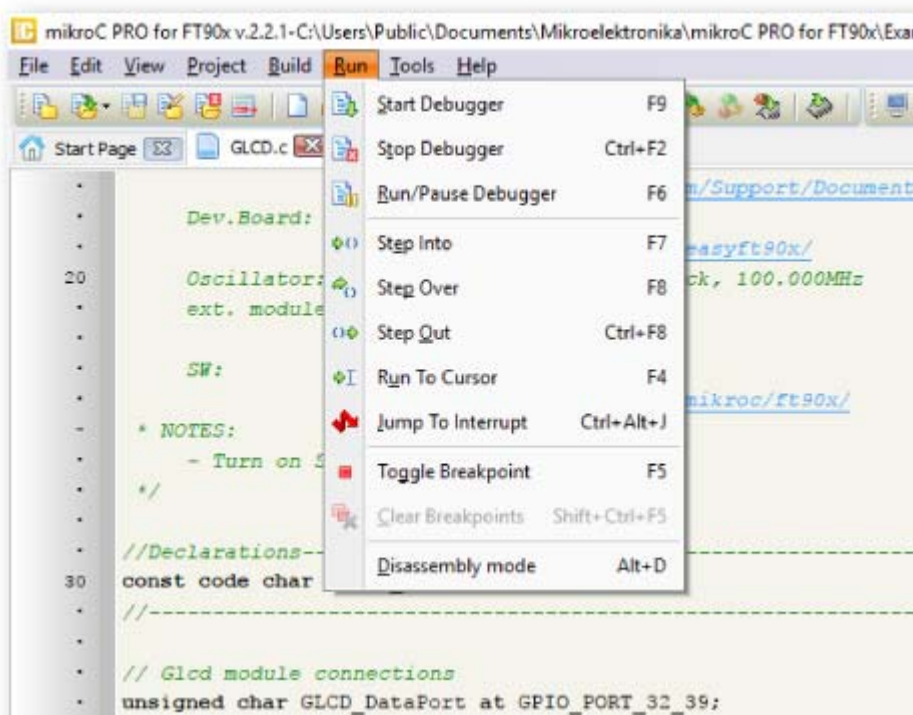 mikroC PRO for FT90x v.2.2.1-C:\Users\Public\Documents\Mikroelektronika\mikroC PRO for FT90x\Exa
File Edit View Project Build Run Tools Help
Start Page GLCD.c
Start Debugger F9
Stop Debugger Ctrl+F2
Run/Pause Debugger F6
Step Into F7
Step Over F8
Step Out Ctrl+F8
Run To Cursor F4
Jump To Interrupt Ctrl+Alt+J
Toggle Breakpoint F5
Clear Breakpoints Shift+Ctrl+F5
Disassembly mode Alt+D
m/Support/Document
Dev.Board:
easyft90x/
20 Oscillator: ck, 100.000MHz
ext. module
SW:
mikroc/ft90x/
* NOTES:
- Turn on S
*/
//Declarations--
30 const code char
//------------------------------------------------------------
// Glcd module connections
unsigned char GLCD_DataPort at GPIO_PORT_32_39;